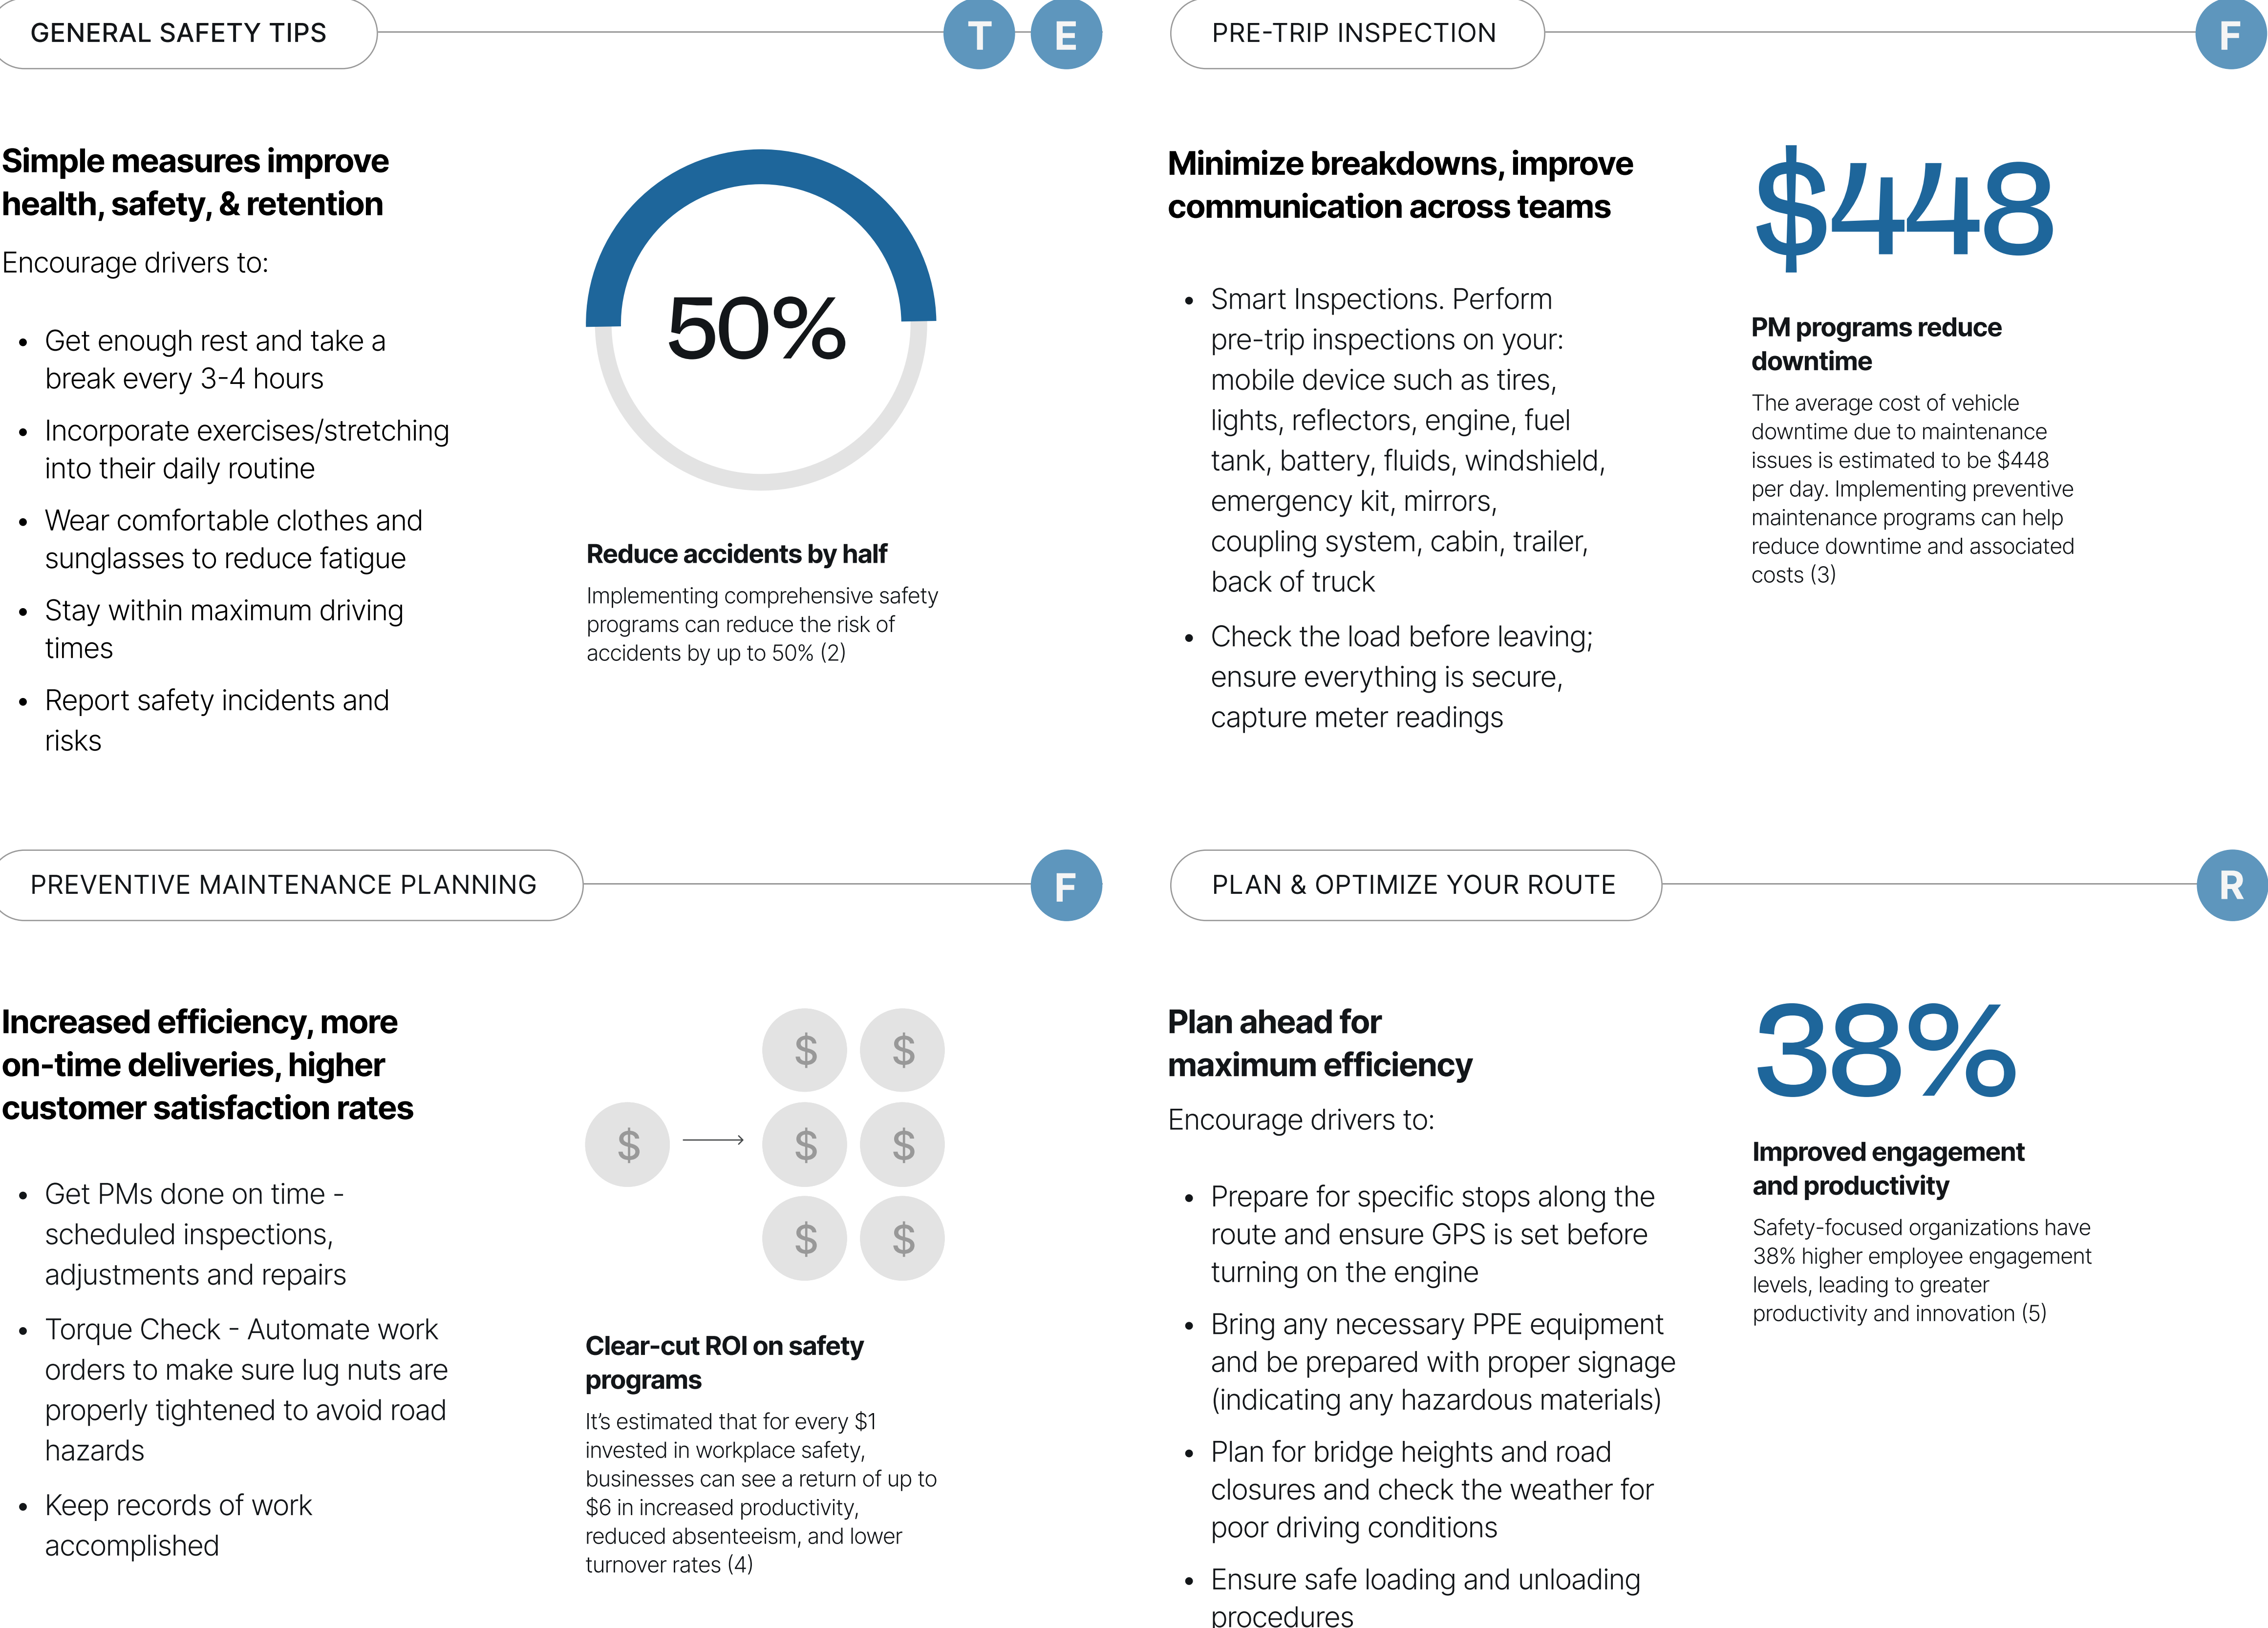 GENERAL SAFETY TIPS
T
E
Simple measures improve
health, safety, & retention
Encourage drivers to:
• Get enough rest and take a
break every 3-4 hours
• Incorporate exercises/stretching
into their daily routine
• Wear comfortable clothes and
sunglasses to reduce fatigue
• Stay within maximum driving
times
• Report safety incidents and
risks
50%
Reduce accidents by half
Implementing comprehensive safety
programs can reduce the risk of
accidents by up to 50% (2)
PRE-TRIP INSPECTION
F
Minimize breakdowns, improve
communication across teams
• Smart Inspections. Perform
pre-trip inspections on your:
mobile device such as tires,
lights, reflectors, engine, fuel
tank, battery, fluids, windshield,
emergency kit, mirrors,
coupling system, cabin, trailer,
back of truck
• Check the load before leaving;
ensure everything is secure,
capture meter readings
$448
PM programs reduce
downtime
The average cost of vehicle
downtime due to maintenance
issues is estimated to be $448
per day. Implementing preventive
maintenance programs can help
reduce downtime and associated
costs (3)
PREVENTIVE MAINTENANCE PLANNING
F
Increased efficiency, more
on-time deliveries, higher
customer satisfaction rates
• Get PMs done on time -
scheduled inspections,
adjustments and repairs
• Torque Check - Automate work
orders to make sure lug nuts are
properly tightened to avoid road
hazards
• Keep records of work
accomplished
$ $
$ $ $
$ $
Clear-cut ROI on safety
programs
It's estimated that for every $1
invested in workplace safety,
businesses can see a return of up to
$6 in increased productivity,
reduced absenteeism, and lower
turnover rates (4)
PLAN & OPTIMIZE YOUR ROUTE
R
Plan ahead for
maximum efficiency
Encourage drivers to:
• Prepare for specific stops along the
route and ensure GPS is set before
turning on the engine
• Bring any necessary PPE equipment
and be prepared with proper signage
(indicating any hazardous materials)
• Plan for bridge heights and road
closures and check the weather for
poor driving conditions
• Ensure safe loading and unloading
procedures
38%
Improved engagement
and productivity
Safety-focused organizations have
38% higher employee engagement
levels, leading to greater
productivity and innovation (5)